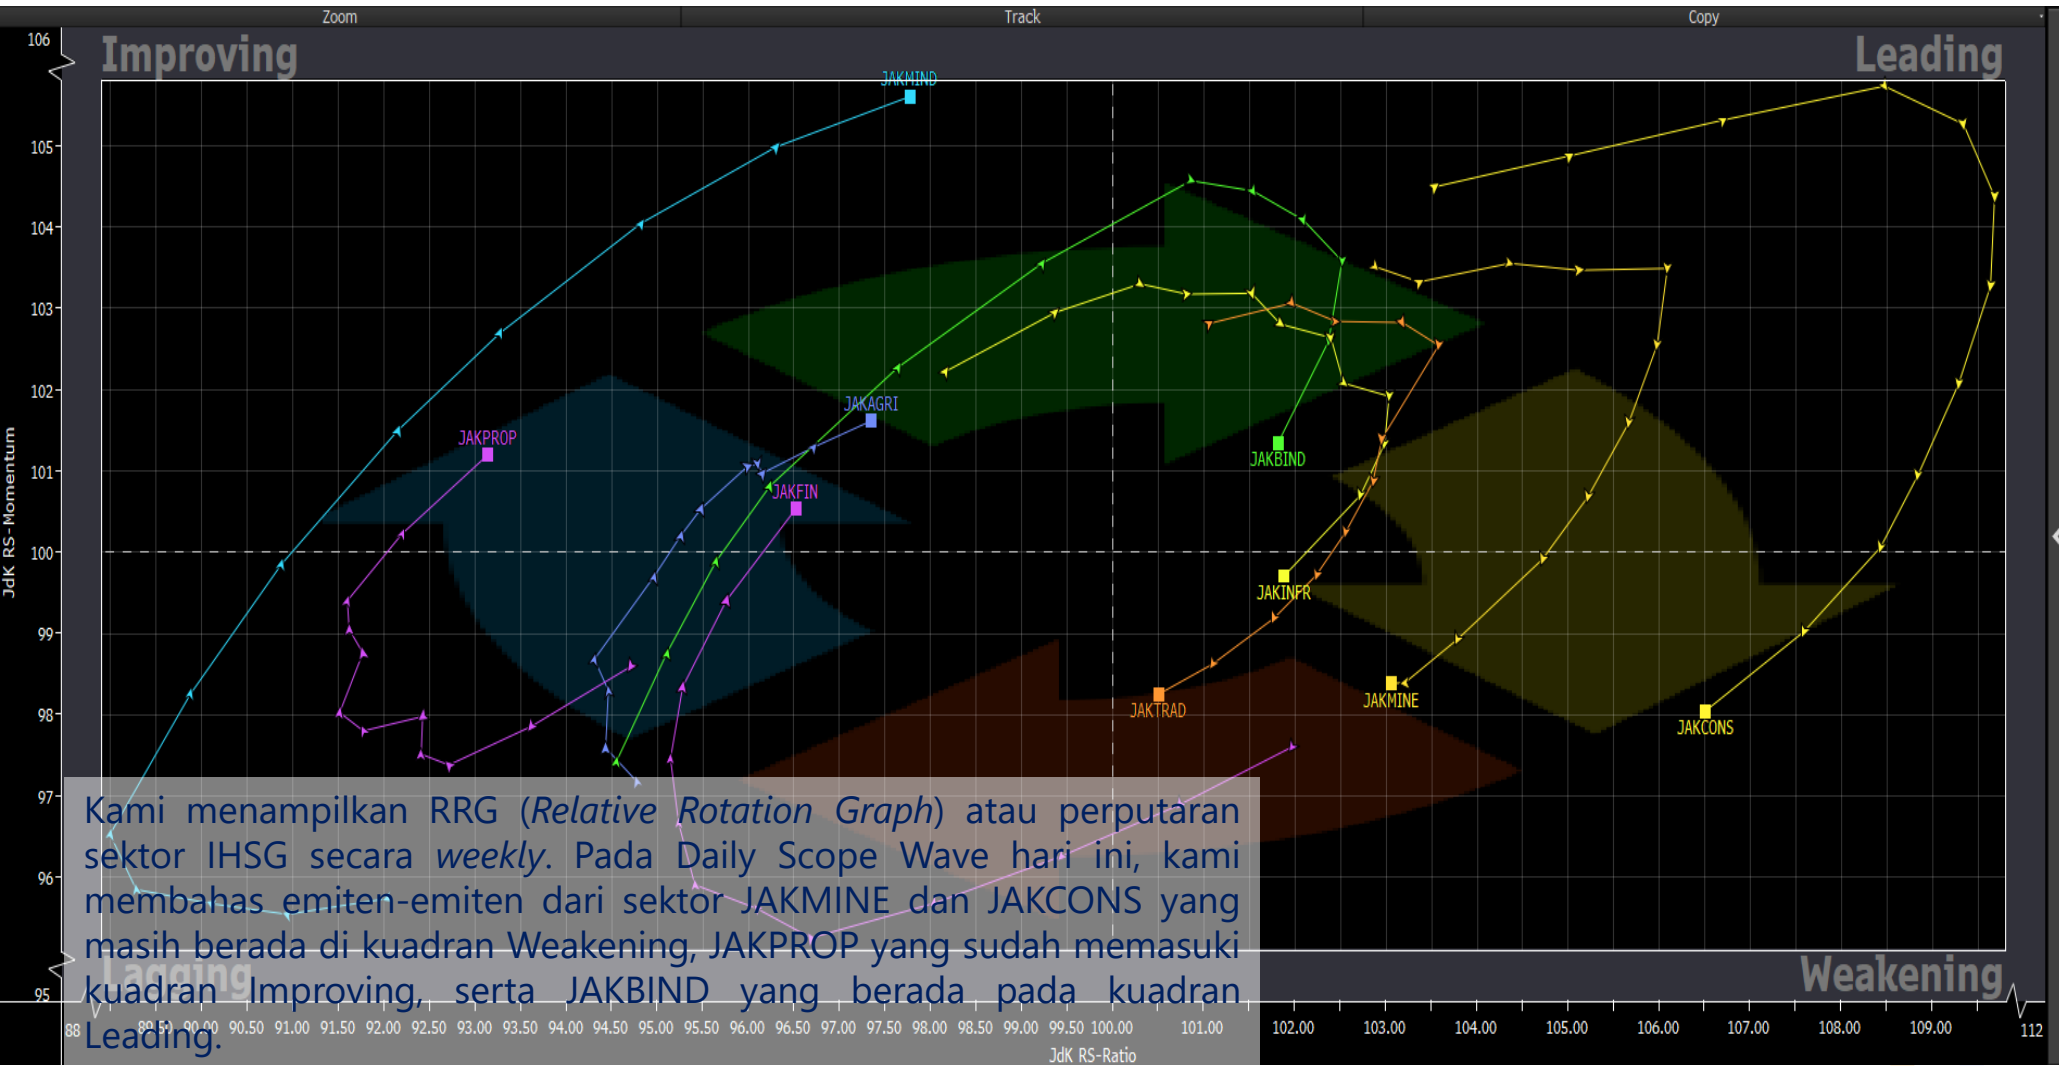 Zoom Track Copy
106
Improving Leading
JAKMIND
105
104
103
102
JAKAGRI
JAKPROP
101
JAKBIND
JAKFIN
JdK RS-Momentum
100
JAKINFR
99
98
JAKMINE
JAKTRAD
JAKCONS
97
Kami menampilkan RRG (Relative Rotation Graph) atau perputaran
sektor IHSG secara weekly. Pada Daily Scope Wave hari ini, kami
96
membahas emiten-emiten dari sektor JAKMINE dan JAKCONS yang
masih berada di kuadran Weakening, JAKPROP yang sudah memasuki
Lagging Weakening
95
kuadran Improving, serta JAKBIND yang berada pada kuadran
Leading.
88 89.50 90.00 90.50 91.00 91.50 92.00 92.50 93.00 93.50 94.00 94.50 95.00 95.50 96.00 96.50 97.00 97.50 98.00 98.50 99.00 99.50 100.00 101.00 102.00 103.00 104.00 105.00 106.00 107.00 108.00 109.00 112
JdK RS-Ratio